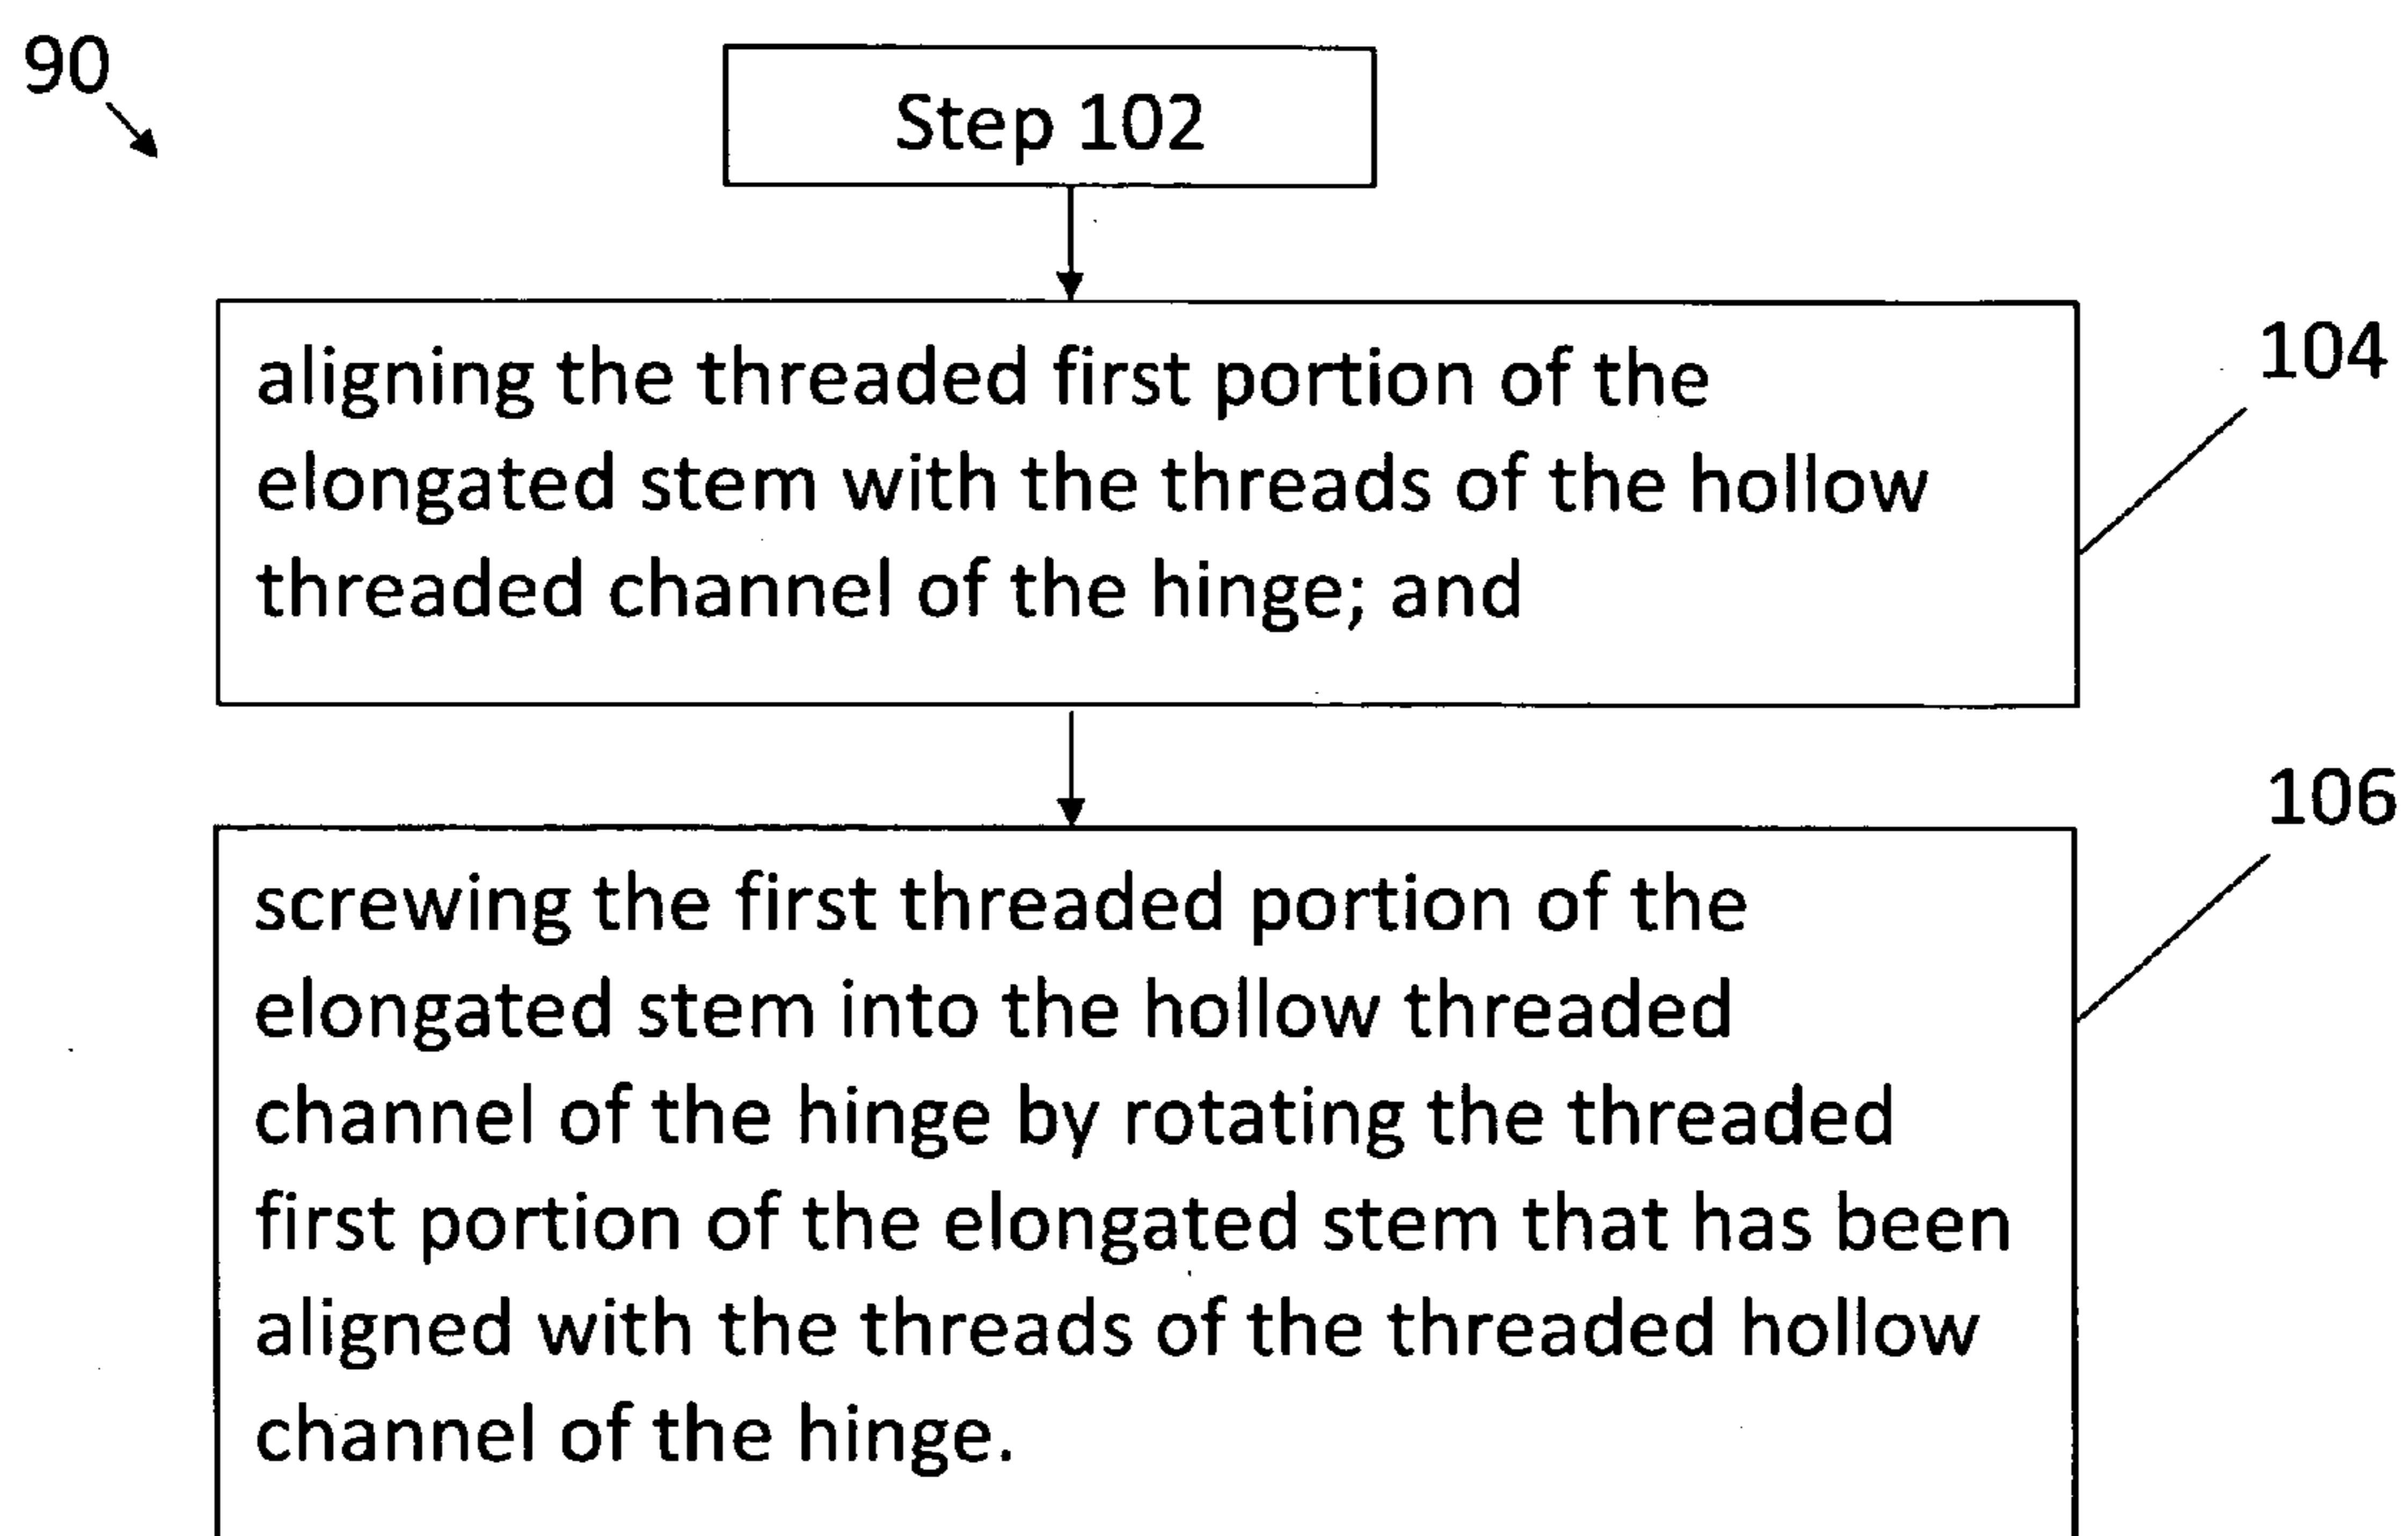 90
Step 102
104
aligning the threaded first portion of the
elongated stem with the threads of the hollow
threaded channel of the hinge; and
106
screwing the first threaded portion of the
elongated stem into the hollow threaded
channel of the hinge by rotating the threaded
first portion of the elongated stem that has been
aligned with the threads of the threaded hollow
channel of the hinge.